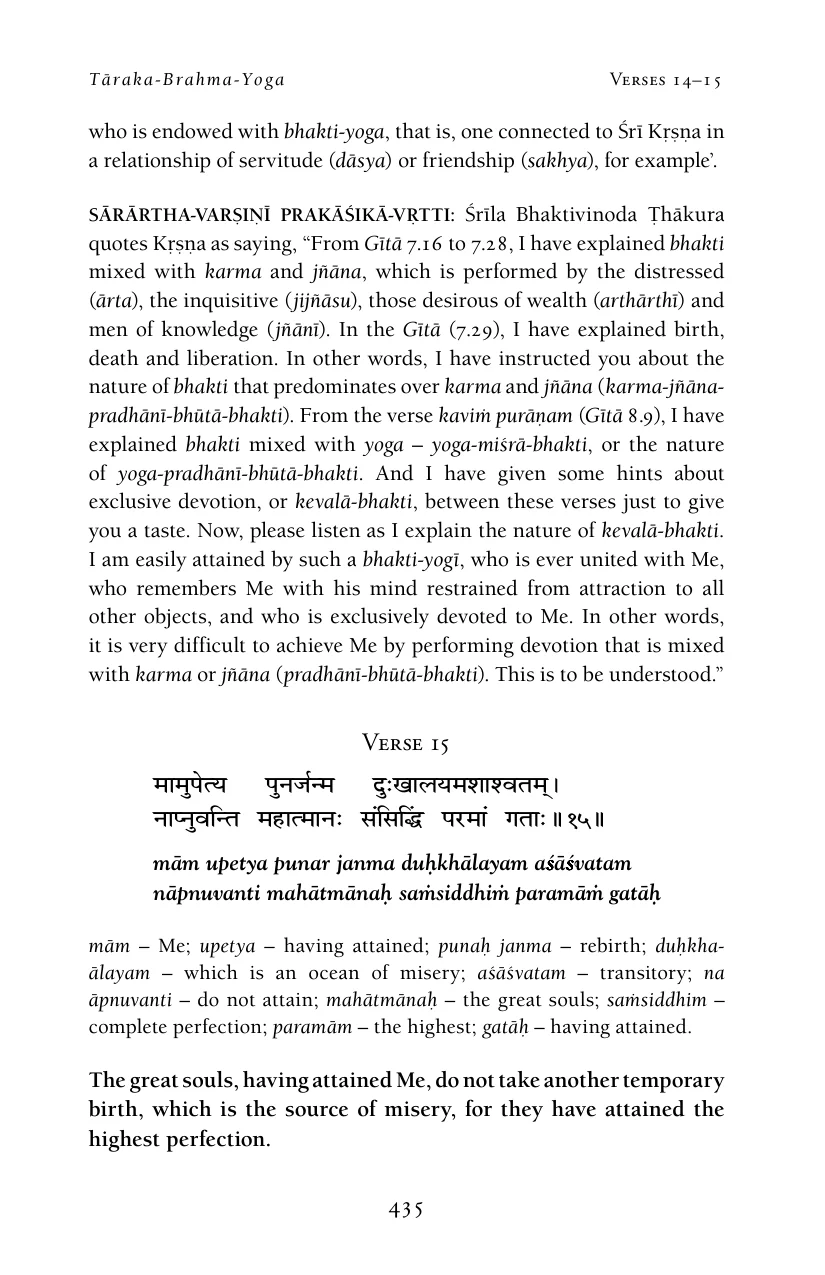 Tāraka-Brahma-Yoga Verses 14–15
who is endowed with bhakti-yoga, that is, one connected to Śrī Kṛṣṇa in
a relationship of servitude (dāsya) or friendship (sakhya), for example’.
SĀRĀRTHA-VARṢIṆĪ PRAKĀŚIKĀ-VṚTTI: Śrīla Bhaktivinoda Ṭhākura
quotes Kṛṣṇa as saying, “From Gītā 7.16 to 7.28, I have explained bhakti
mixed with karma and jñāna, which is performed by the distressed
(ārta), the inquisitive (jijñāsu), those desirous of wealth (arthārthī) and
men of knowledge (jñānī). In the Gītā (7.29), I have explained birth,
death and liberation. In other words, I have instructed you about the
nature of bhakti that predominates over karma and jñāna (karma-jñāna-
pradhānī-bhūtā-bhakti). From the verse kaviṁ purāṇam (Gītā 8.9), I have
explained bhakti mixed with yoga – yoga-miśrā-bhakti, or the nature
of yoga-pradhānī-bhūtā-bhakti. And I have given some hints about
exclusive devotion, or kevalā-bhakti, between these verses just to give
you a taste. Now, please listen as I explain the nature of kevalā-bhakti.
I am easily attained by such a bhakti-yogī, who is ever united with Me,
who remembers Me with his mind restrained from attraction to all
other objects, and who is exclusively devoted to Me. In other words,
it is very difficult to achieve Me by performing devotion that is mixed
with karma or jñāna (pradhānī-bhūtā-bhakti). This is to be understood.”
Verse 15
मामुपेत्य पुनर्जन्म दुःखालयमशाश्वतम्।
नाप्नुवन्ति महात्मानः संसिद्धिं परमां गताः॥१५॥
mām upetya punar janma duḥkhālayam aśāśvatam
nāpnuvanti mahātmānaḥ saṁsiddhiṁ paramāṁ gatāḥ
mām – Me; upetya – having attained; punaḥ janma – rebirth; duḥkha-
ālayam – which is an ocean of misery; aśāśvatam – transitory; na
āpnuvanti – do not attain; mahātmānaḥ – the great souls; saṁsiddhim –
complete perfection; paramām – the highest; gatāḥ – having attained.
The great souls, having attained Me, do not take another temporary
birth, which is the source of misery, for they have attained the
highest perfection.
435